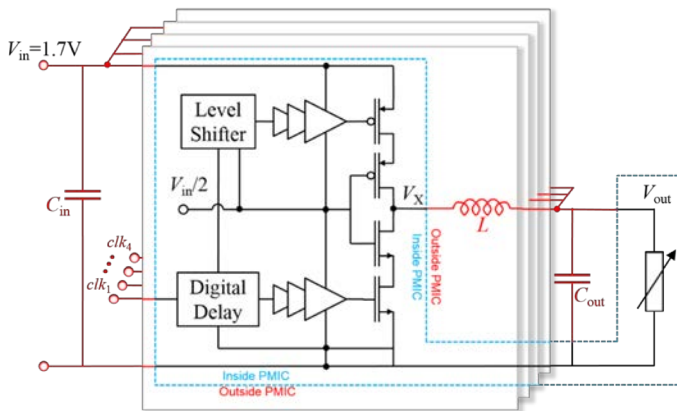 Vin=1.7V
Level
Shifter
Vin/2
Cin
VX
L
Vout
Outside PMIC
Inside PMIC
clk4
clk1
Digital
Delay
Cout
Inside PMIC
Outside PMIC